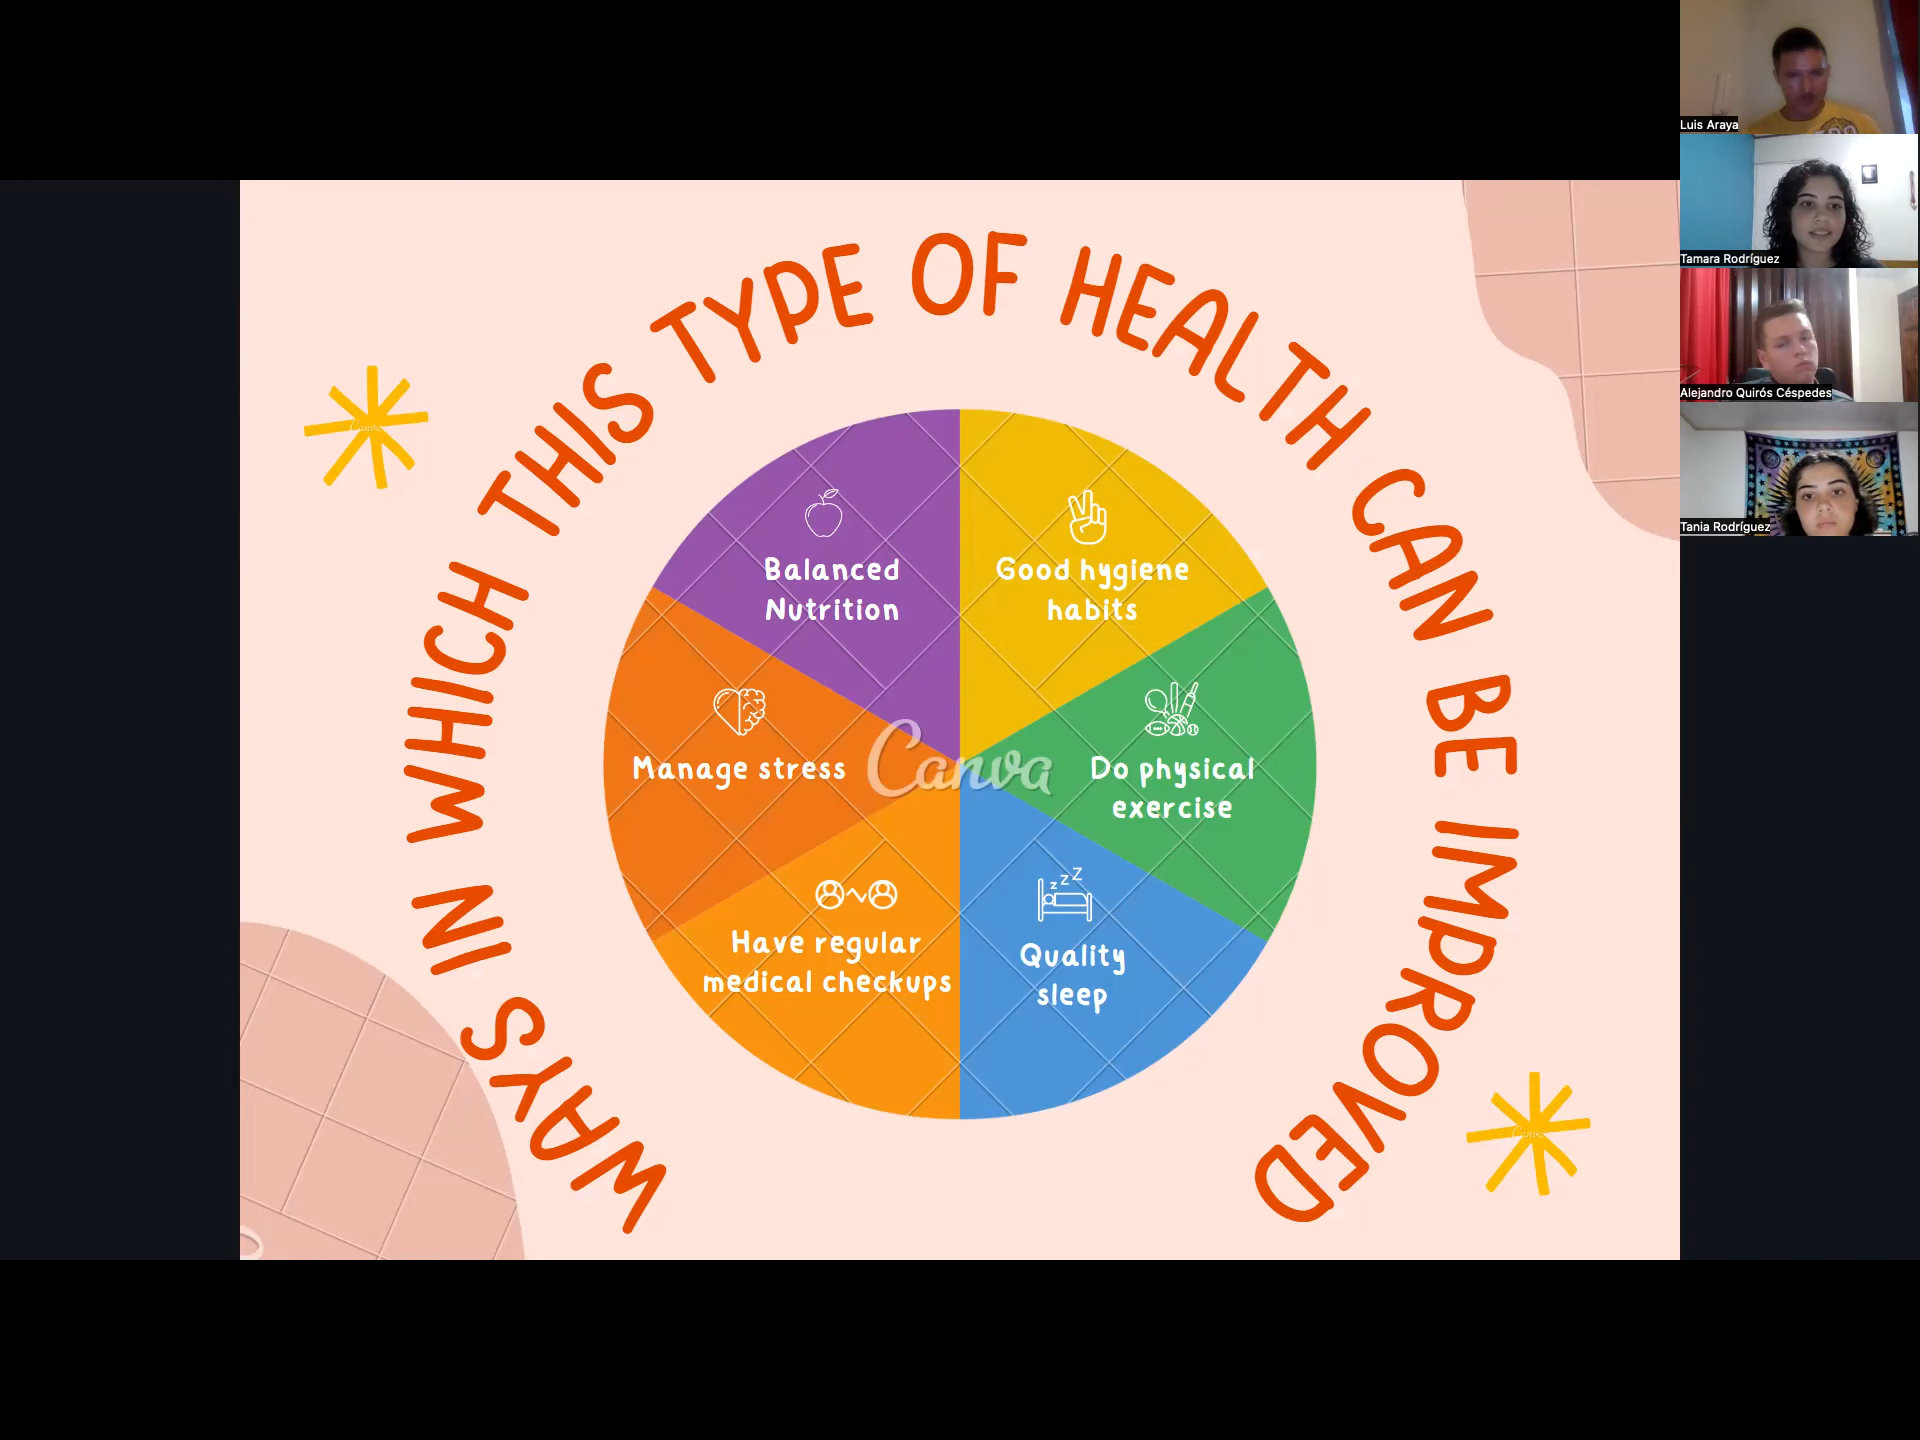 WAYS IN WHICH THIS TYPE OF HEALTH CAN BE IMPROVED
Balanced
Nutrition
Good hygiene
habits
Manage stress
Canva
Do physical
exercise
Have regular
medical checkups
z z Z
Quality
sleep
Luis Araya
Tamara Rodríguez
Alejandro Quirós Céspedes
Tania Rodríguez